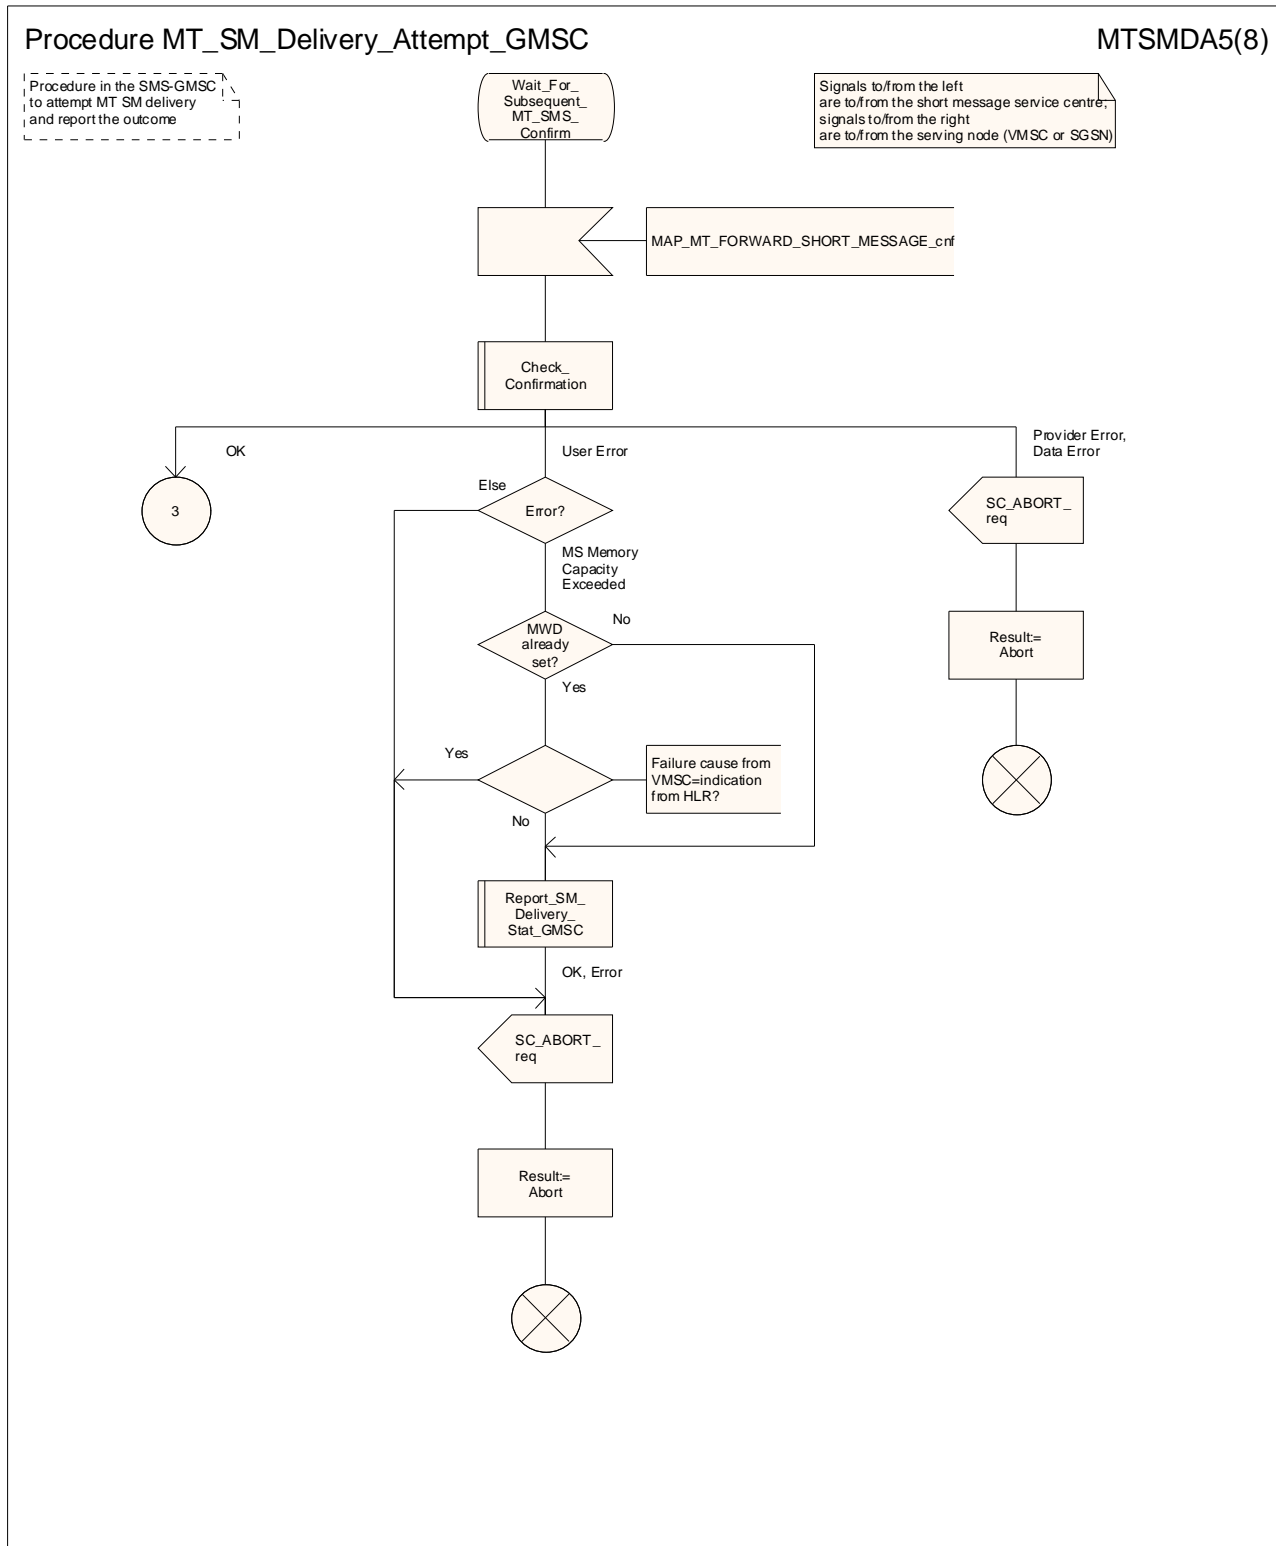 Procedure MT_SM_Delivery_Attempt_GMSC
MTSMDA5(8)
Procedure in the SMS-GMSC
to attempt MT SM delivery
and report the outcome
Wait_For_
Subsequent_
MT_SMS_
Confirm
Signals to/from the left
are to/from the short message service centre;
signals to/from the right
are to/from the serving node (VMSC or SGSN)
MAP_MT_FORWARD_SHORT_MESSAGE_cnf
Check_
Confirmation
OK
User Error
Provider Error,
Data Error
3
Else
Error?
SC_ABORT_
req
MS Memory
Capacity
Exceeded
MWD
already
set?
No
Yes
Result:=
Abort
Yes
Failure cause from
VMSC=indication
from HLR?
No
Report_SM_
Delivery_
Stat_GMSC
OK, Error
SC_ABORT_
req
Result:=
Abort